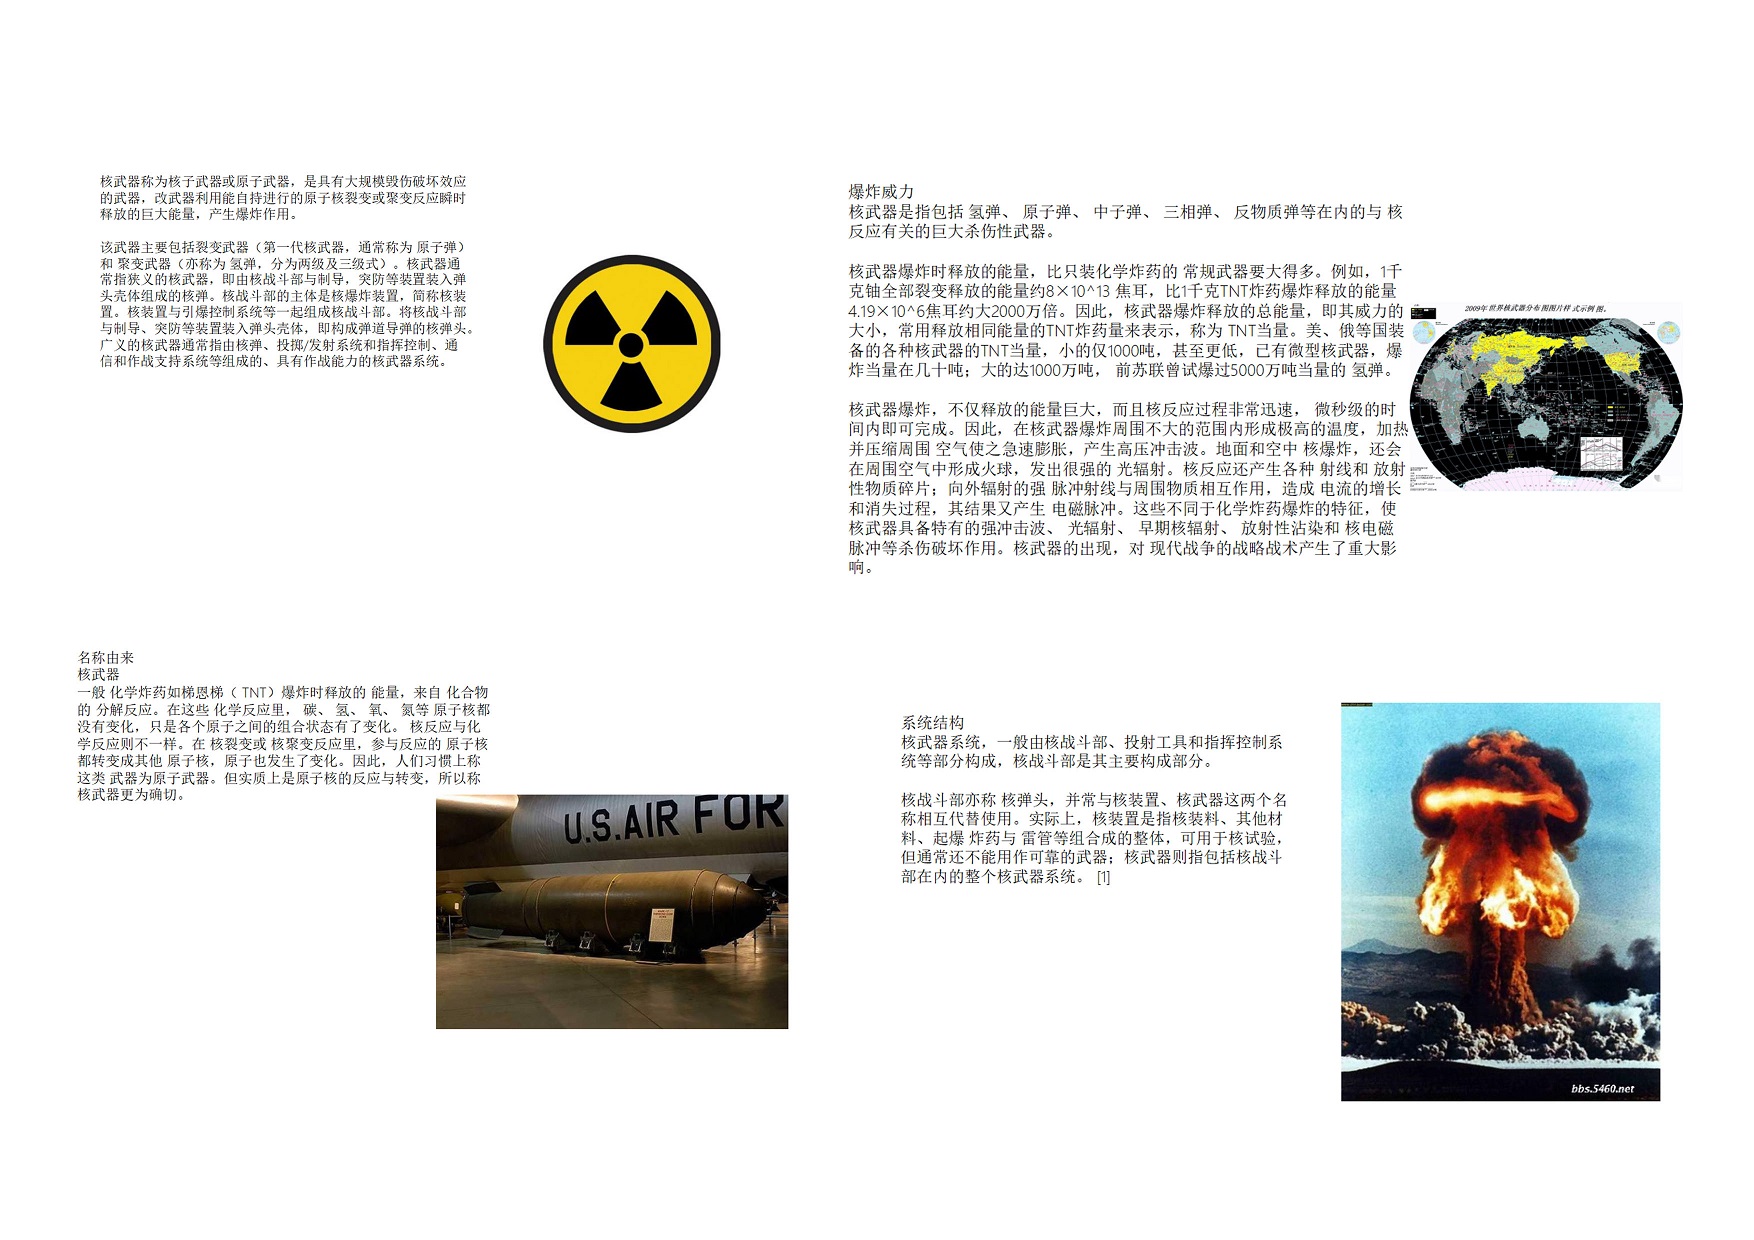 核武器称为核子武器或原子武器，是具有大规模毁伤破坏效应
的武器，改武器利用能自持进行的原子核裂变或聚变反应瞬时
释放的巨大能量，产生爆炸作用。
该武器主要包括裂变武器（第一代核武器，通常称为 原子弹）
和 聚变武器（亦称为 氢弹，分为两级及三级式）。核武器通
常指狭义的核武器，即由核战斗部与制导，突防等装置装入弹
头壳体组成的核弹。核战斗部的主体是核爆炸装置，简称核装
置。核装置与引爆控制系统等一起组成核战斗部。将核战斗部
与制导、突防等装置装入弹头壳体，即构成弹道导弹的核弹头。
广义的核武器通常指由核弹、投掷/发射系统和指挥控制、通
信和作战支持系统等组成的、具有作战能力的核武器系统。
爆炸威力
核武器是指包括 氢弹、 原子弹、 中子弹、 三相弹、 反物质弹等在内的与 核
反应有关的巨大杀伤性武器。
核武器爆炸时释放的能量，比只装化学炸药的 常规武器要大得多。例如，1千
克铀全部裂变释放的能量约8×10^13 焦耳，比1千克TNT炸药爆炸释放的能量
4.19×10^6焦耳约大2000万倍。因此，核武器爆炸释放的总能量，即其威力的
大小，常用释放相同能量的TNT炸药量来表示，称为 TNT当量。美、俄等国装
备的各种核武器的TNT当量，小的仅1000吨，甚至更低，已有微型核武器，爆
炸当量在几十吨；大的达1000万吨， 前苏联曾试爆过5000万吨当量的 氢弹。
核武器爆炸，不仅释放的能量巨大，而且核反应过程非常迅速， 微秒级的时
间内即可完成。因此，在核武器爆炸周围不大的范围内形成极高的温度，加热
并压缩周围 空气使之急速膨胀，产生高压冲击波。地面和空中 核爆炸，还会
在周围空气中形成火球，发出很强的 光辐射。核反应还产生各种 射线和 放射
性物质碎片；向外辐射的强 脉冲射线与周围物质相互作用，造成 电流的增长
和消失过程，其结果又产生 电磁脉冲。这些不同于化学炸药爆炸的特征，使
核武器具备特有的强冲击波、 光辐射、 早期核辐射、 放射性沾染和 核电磁
脉冲等杀伤破坏作用。核武器的出现，对 现代战争的战略战术产生了重大影
响。
2009年 世界核武器分布图图片样 式示例 图。
名称由来
核武器
一般 化学炸药如梯恩梯（ TNT）爆炸时释放的 能量，来自 化合物
的 分解反应。在这些 化学反应里， 碳、 氢、 氧、 氮等 原子核都
没有变化，只是各个原子之间的组合状态有了变化。 核反应与化
学反应则不一样。在 核裂变或 核聚变反应里，参与反应的 原子核
都转变成其他 原子核，原子也发生了变化。因此，人们习惯上称
这类 武器为原子武器。但实质上是原子核的反应与转变，所以称
核武器更为确切。
U.S.AIR FOR
系统结构
核武器系统，一般由核战斗部、投射工具和指挥控制系
统等部分构成，核战斗部是其主要构成部分。
核战斗部亦称 核弹头，并常与核装置、核武器这两个名
称相互代替使用。实际上，核装置是指核装料、其他材
料、起爆 炸药与 雷管等组合成的整体，可用于核试验，
但通常还不能用作可靠的武器；核武器则指包括核战斗
部在内的整个核武器系统。 [1]
bbs.5460.net